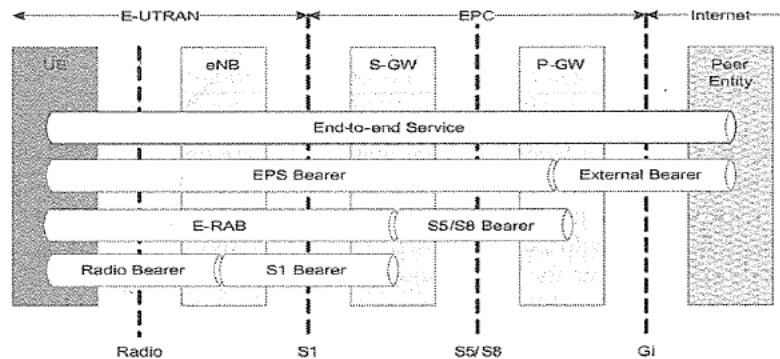 E-UTRAN EPC Internet
UE eNB S-GW P-GW Peer
Entity
End-to-end Service
EPS Bearer External Bearer
E-RAB S5/S8 Bearer
Radio Bearer S1 Bearer
Radio S1 S5/S8 Gi